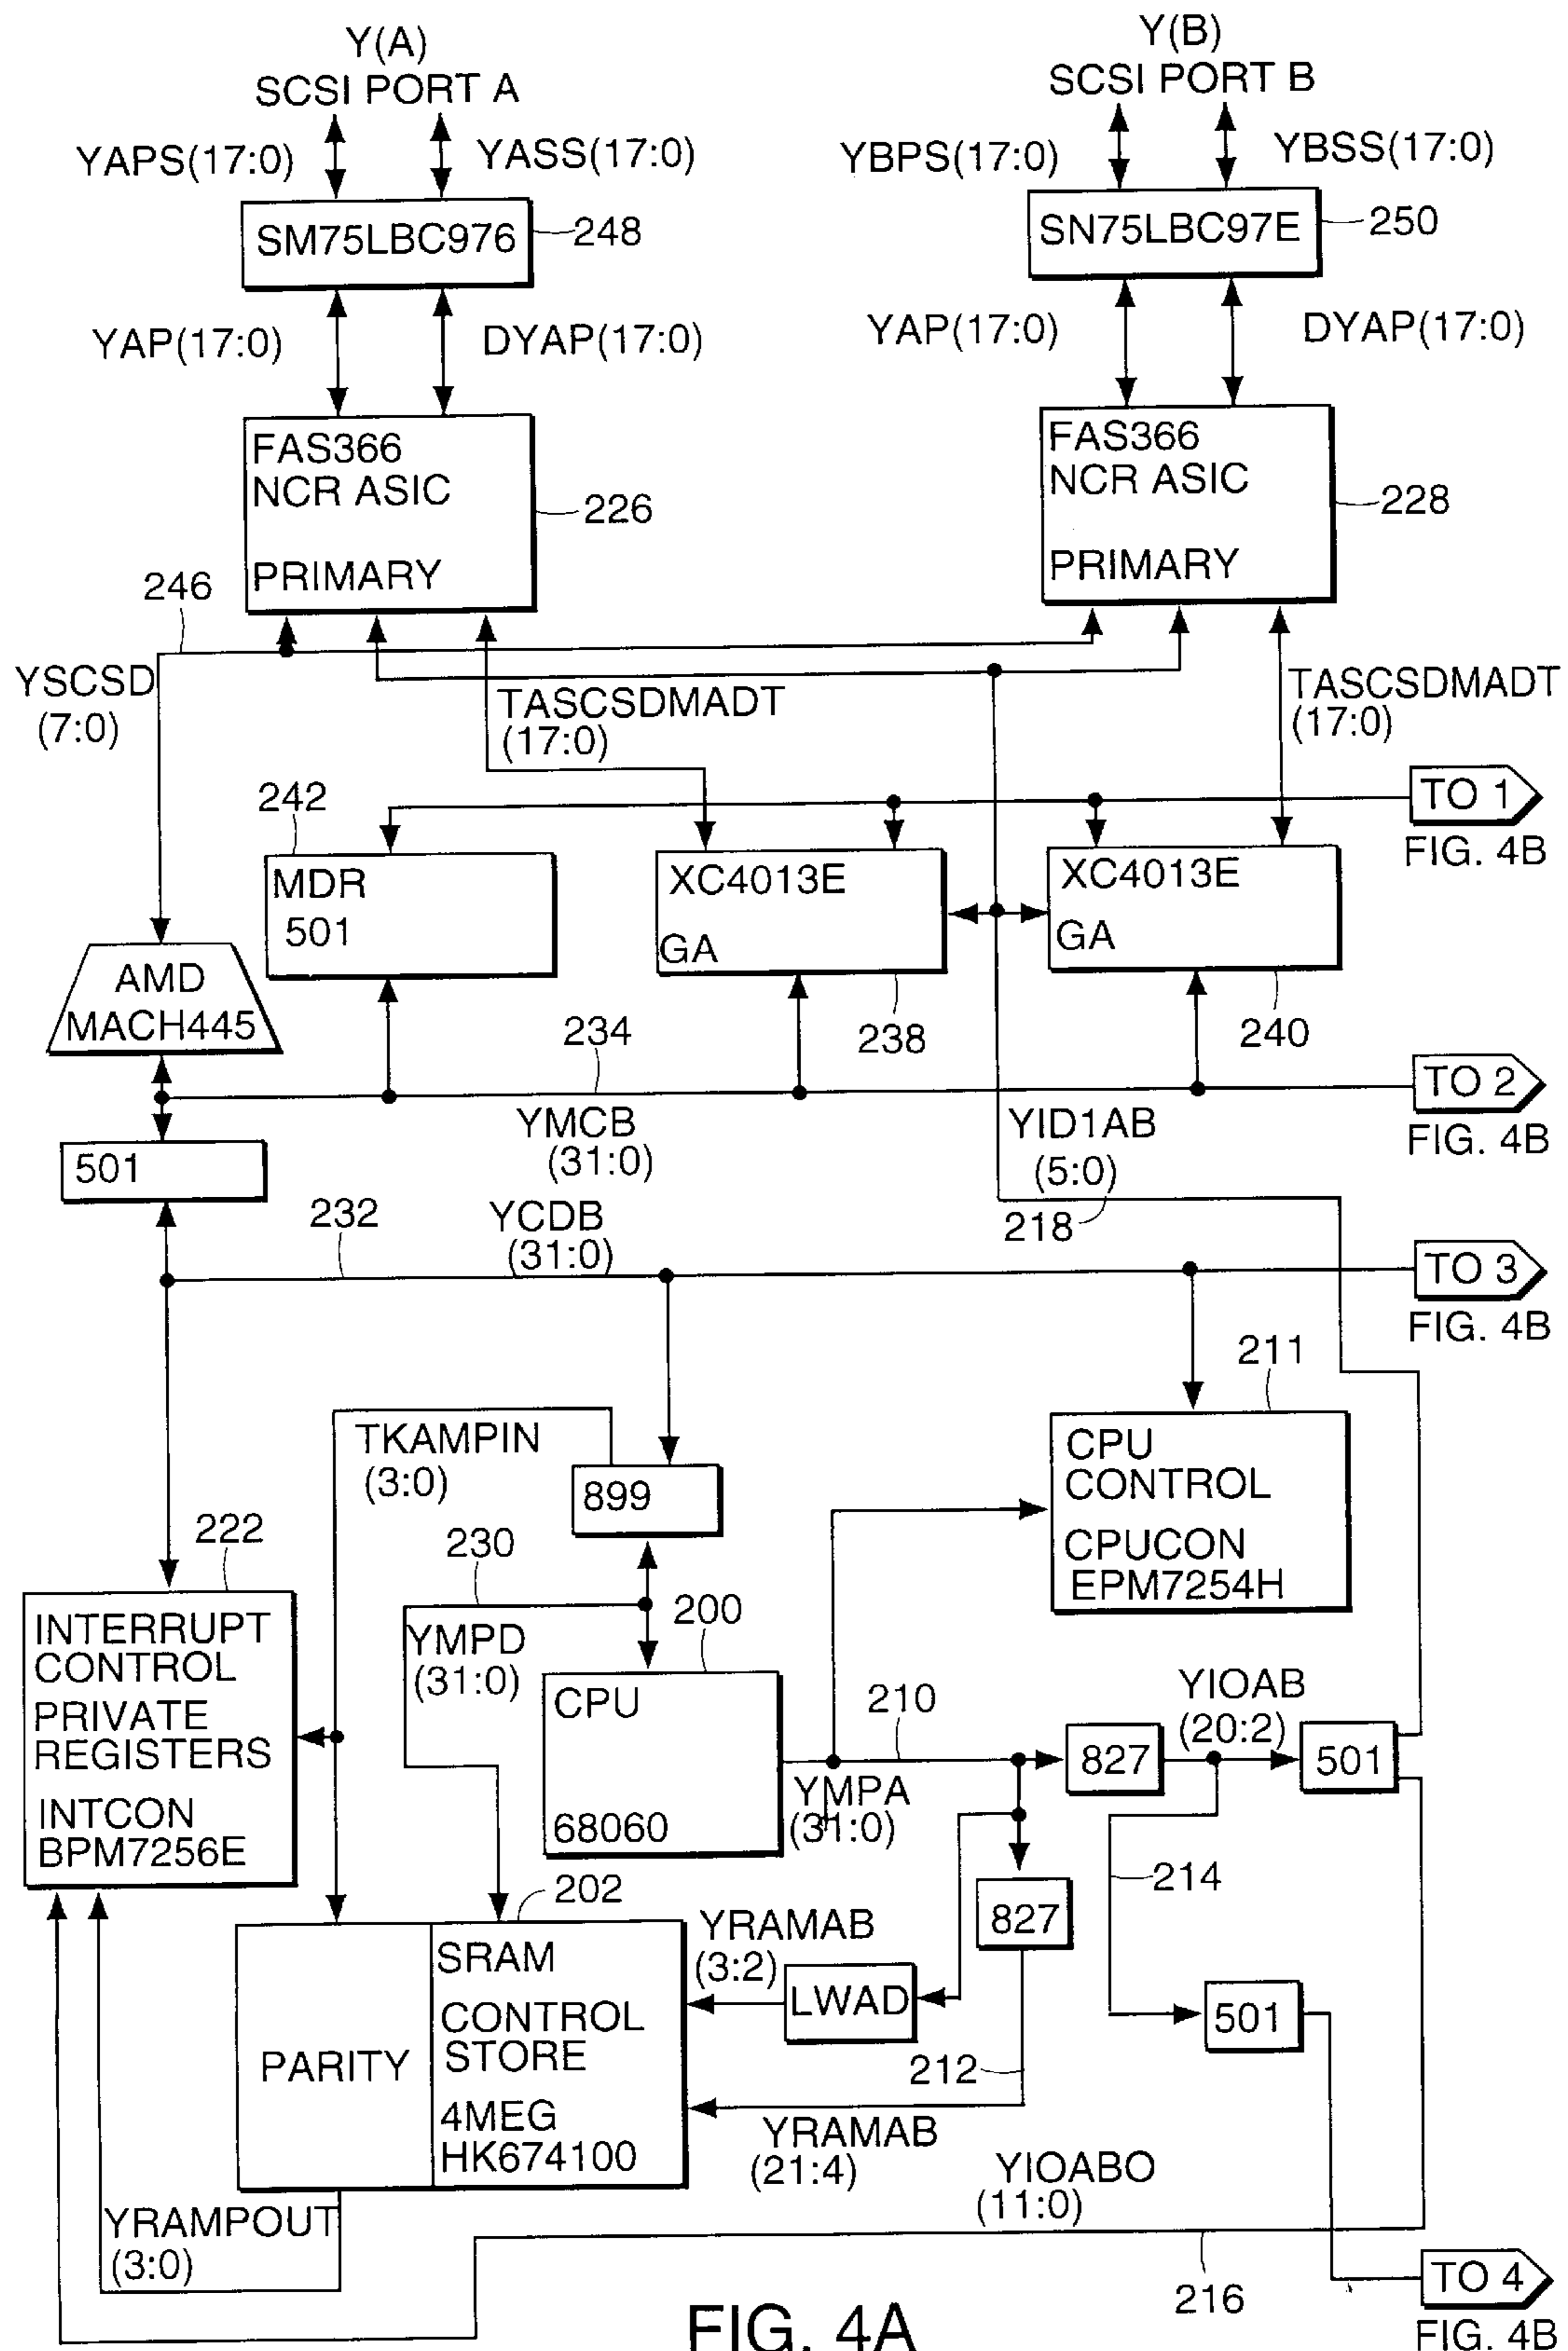 Y(A)
SCSI PORT A
Y(B)
SCSI PORT B
YAPS(17:0)
YASS(17:0)
YBPS(17:0)
YBSS(17:0)
SM75LBC976
248
SN75LBC97E
250
YAP(17:0)
DYAP(17:0)
YAP(17:0)
DYAP(17:0)
FAS366
NCR ASIC
PRIMARY
226
FAS366
NCR ASIC
PRIMARY
228
246
YSCSD
(7:0)
TASCSDMADT
(17:0)
TASCSDMADT
(17:0)
TO 1
FIG. 4B
242
MDR
501
XC4013E
GA
238
XC4013E
GA
240
AMD
MACH445
234
YMCB
(31:0)
TO 2
FIG. 4B
YID1AB
(5:0)
218
501
232
YCDB
(31:0)
TO 3
FIG. 4B
211
CPU
CONTROL
CPUCON
EPM7254H
TKAMPIN
(3:0)
899
222
INTERRUPT
CONTROL
PRIVATE
REGISTERS
INTCON
BPM7256E
230
YMPD
(31:0)
200
CPU
68060
210
YMPA
(31:0)
827
YIOAB
(20:2)
501
827
214
501
202
PARITY
SRAM
CONTROL
STORE
4MEG
HK674100
YRAMAB
(3:2)
LWAD
212
YRAMAB
(21:4)
YIOABO
(11:0)
YRAMPOUT
(3:0)
216
TO 4
FIG. 4B
FIG. 4A